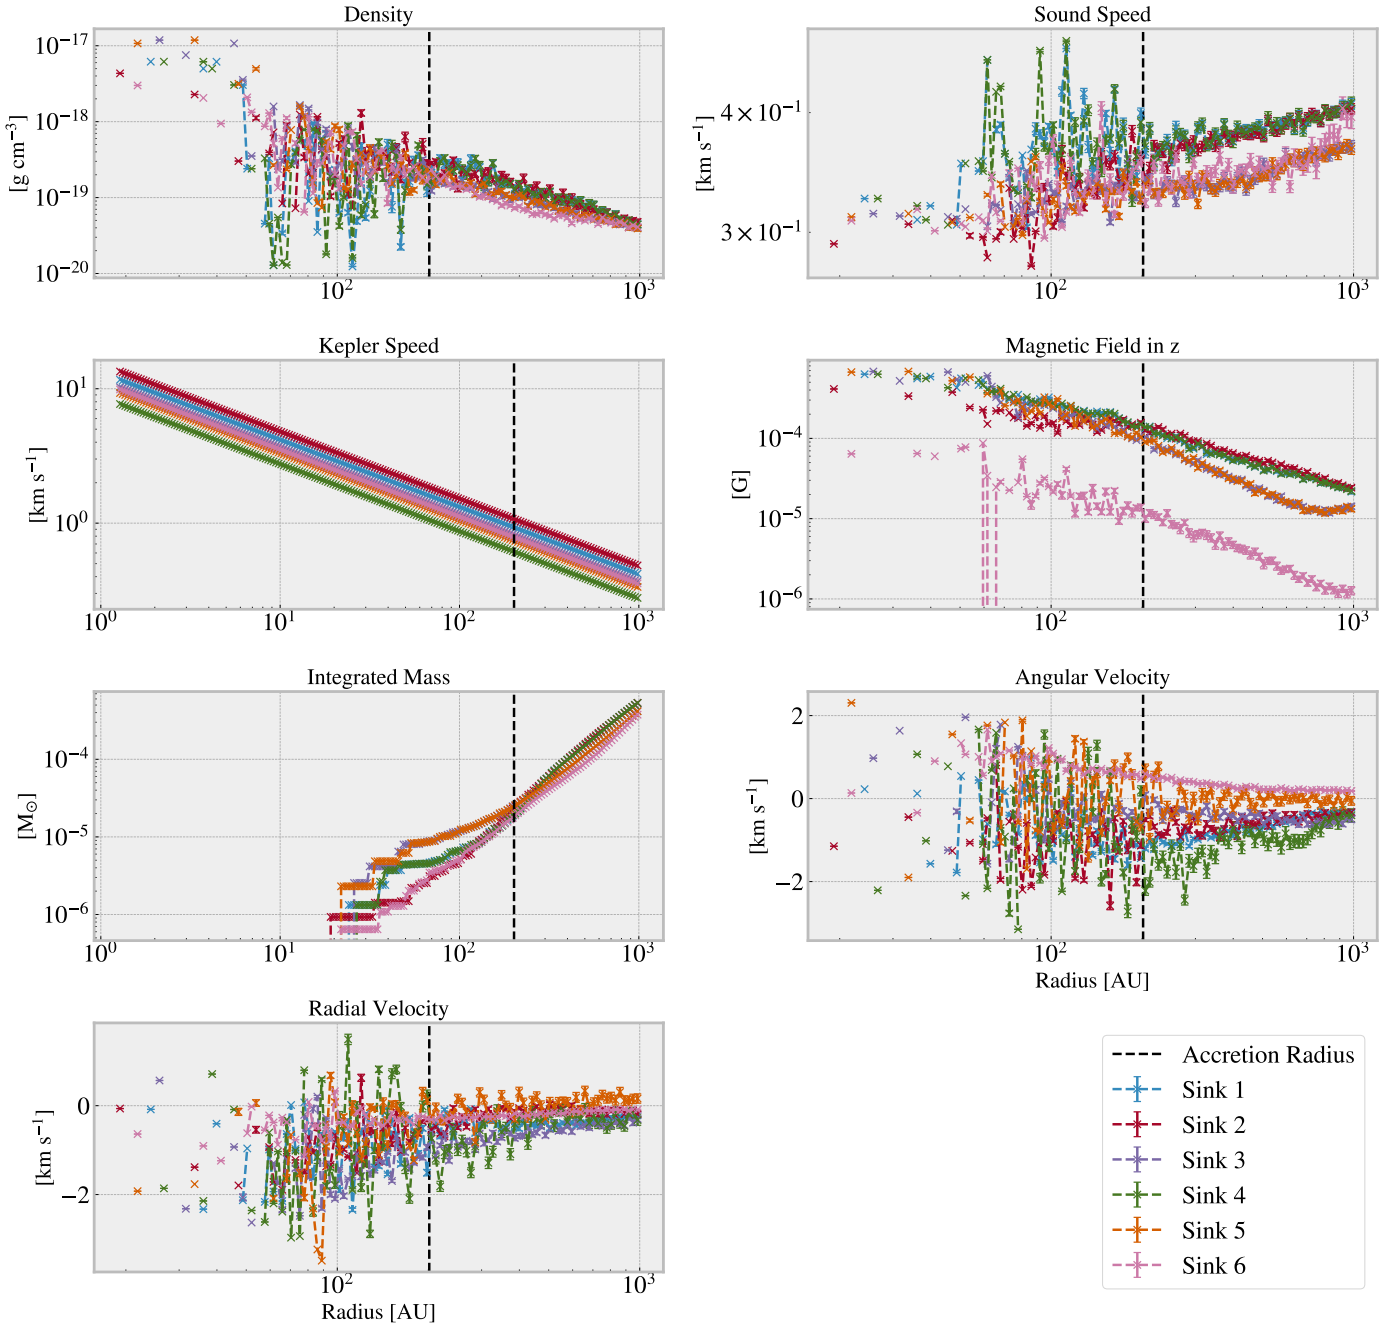 Density
[g cm⁻³]
10⁻¹⁷
10⁻¹⁸
10⁻¹⁹
10⁻²⁰
10²
10³
Sound Speed
[km s⁻¹]
4 × 10⁻¹
3 × 10⁻¹
10²
10³
Kepler Speed
[km s⁻¹]
10¹
10⁰
10⁰
10¹
10²
10³
Magnetic Field in z
[G]
10⁻⁴
10⁻⁵
10⁻⁶
10²
10³
Integrated Mass
[M⊙]
10⁻⁴
10⁻⁵
10⁻⁶
10⁰
10¹
10²
10³
Angular Velocity
[km s⁻¹]
2
0
−2
10²
10³
Radius [AU]
Radial Velocity
[km s⁻¹]
0
−2
10²
10³
Radius [AU]
Accretion Radius
Sink 1
Sink 2
Sink 3
Sink 4
Sink 5
Sink 6